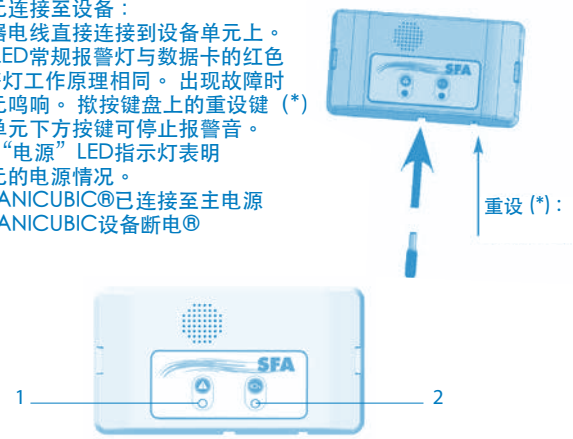 元连接至设备：
器电线直接连接到设备单元上。
LED常规报警灯与数据卡的红色
警灯工作原理相同。 出现故障时
元鸣响。 揿按键盘上的重设键 (*)
单元下方按键可停止报警音。
“电源”LED指示灯表明
元的电源情况。
ANICUBIC®已连接至主电源
ANICUBIC设备断电®
SFA
重设 (*)：
SFA
1
2